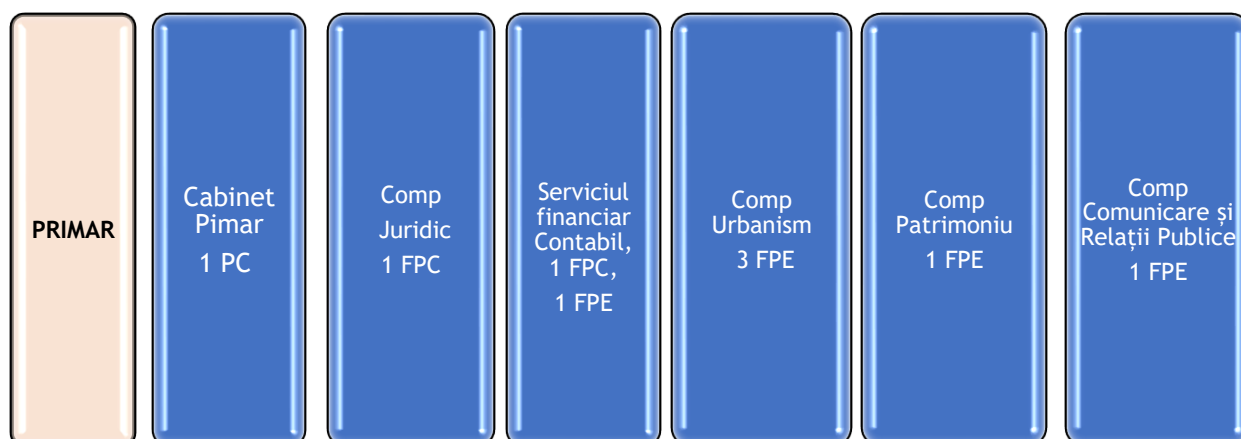 PRIMAR
Cabinet
Pimar
1 PC
Comp
Juridic
1 FPC
Serviciul
financiar
Contabil,
1 FPC,
1 FPE
Comp
Urbanism
3 FPE
Comp
Patrimoniu
1 FPE
Comp
Comunicare și
Relații Publice
1 FPE